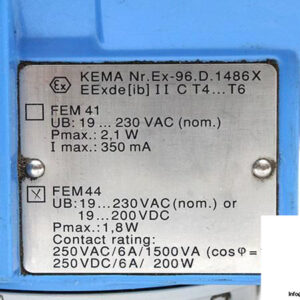 Ex
KEMA Nr.Ex-96.D.1486X
EExde[ib] II C T4...T6
FEM 41
UB: 19 ... 230 VAC (nom.)
Pmax.: 2,1 W
I max.: 350 mA
FEM44
UB: 19...230VAC(nom.) or
19...200VDC
Pmax.: 1,8W
Contact rating:
250VAC/6A/1500VA (cosφ=
250VDC/6A/ 200W